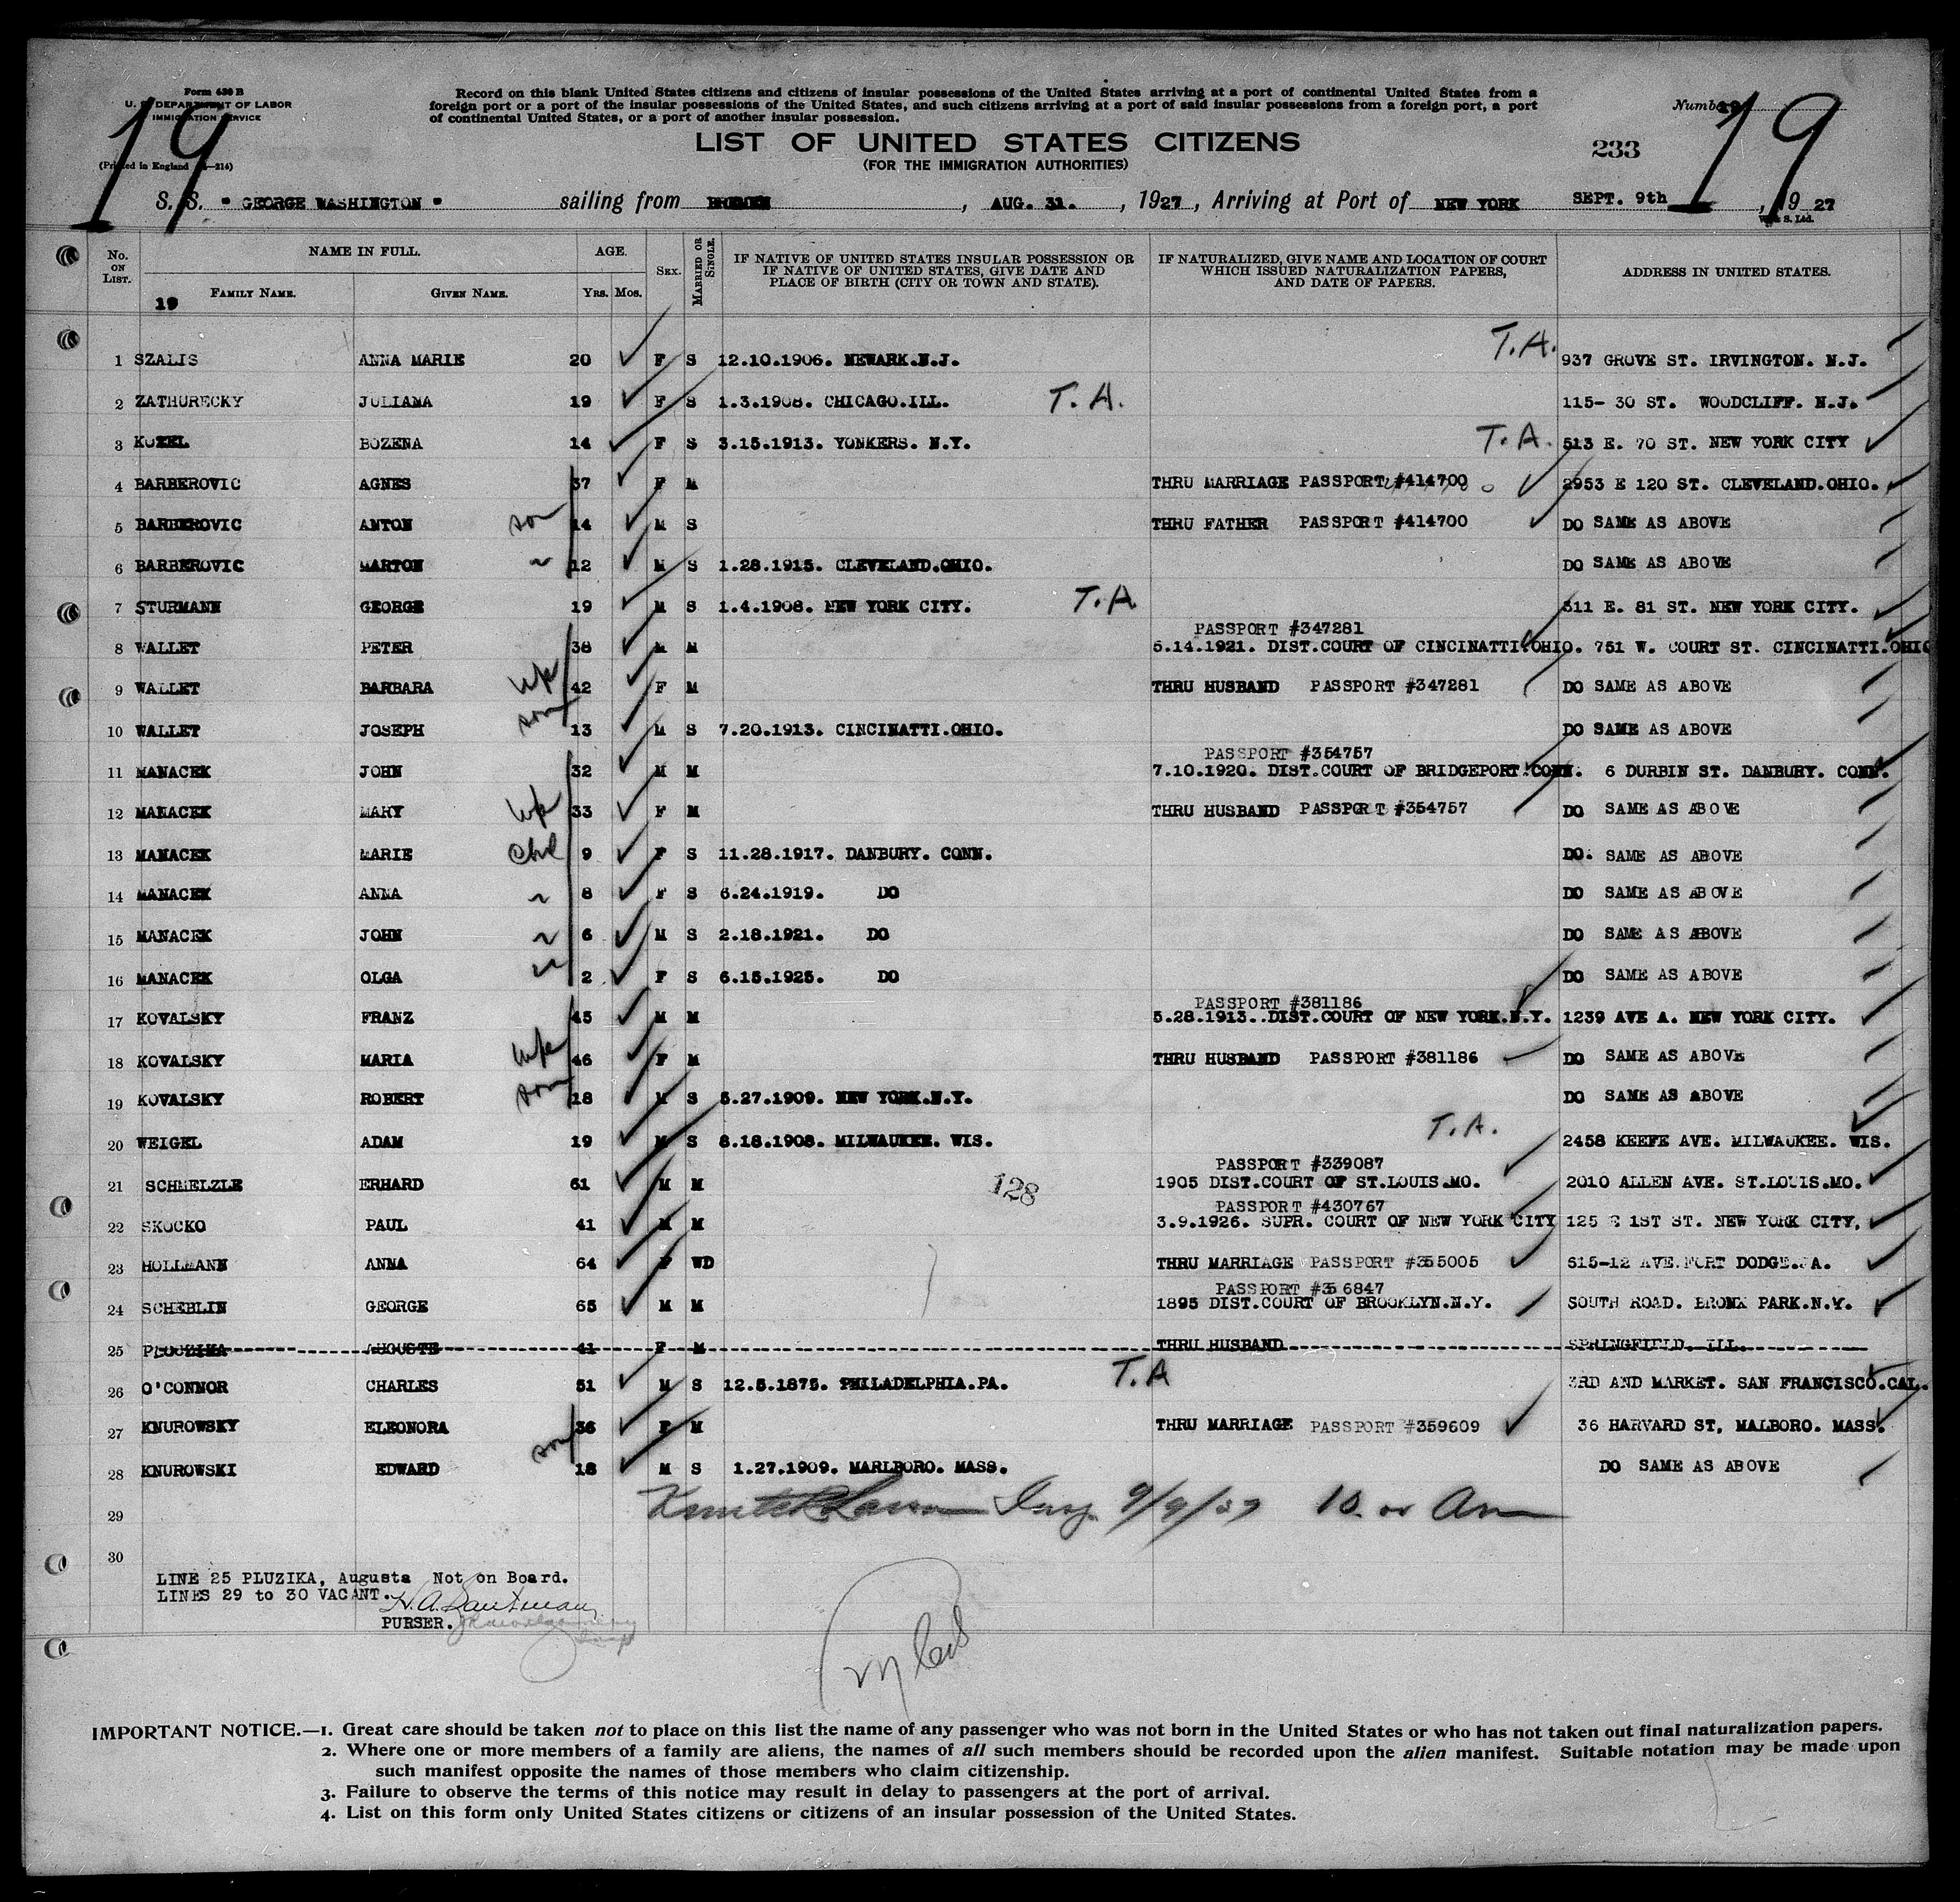 Form 630 B
U. S. DEPARTMENT OF LABOR
IMMIGRATION SERVICE
(Printed in England —214)
19
Record on this blank United States citizens and citizens of insular possessions of the United States arriving at a port of continental United States from a
foreign port or a port of the insular possessions of the United States, and such citizens arriving at a port of said insular possessions from a foreign port, a port
of continental United States, or a port of another insular possession.
LIST OF UNITED STATES CITIZENS
(FOR THE IMMIGRATION AUTHORITIES)
Number 19
233
19
S. S. " GEORGE WASHINGTON " sailing from BREMEN, AUG. 31., 1927, Arriving at Port of NEW YORK SEPT. 9th, 1927
No. ON LIST. NAME IN FULL. AGE. SEX. MARRIED OR SINGLE. IF NATIVE OF UNITED STATES INSULAR POSSESSION OR IF NATIVE OF UNITED STATES, GIVE DATE AND PLACE OF BIRTH (CITY OR TOWN AND STATE). IF NATURALIZED, GIVE NAME AND LOCATION OF COURT WHICH ISSUED NATURALIZATION PAPERS, AND DATE OF PAPERS. ADDRESS IN UNITED STATES.
19 FAMILY NAME. GIVEN NAME. YRS. MOS.
1 SZALIS ANNA MARIE 20 F S 12.10.1906. NEWARK.N.J. T.A. 937 GROVE ST. IRVINGTON. N.J.
2 ZATHURECKY JULIANA 19 F S 1.3.1908. CHICAGO.ILL. T.A. 115- 30 ST. WOODCLIFF. N.J.
3 KOZEL BOZENA 14 F S 3.15.1913. YONKERS. N.Y. T.A. 513 E. 70 ST. NEW YORK CITY
4 BARBEROVIC AGNES 37 F M THRU MARRIAGE PASSPORT #414700 2953 E 120 ST. CLEVELAND.OHIO.
5 BARBEROVIC ANTON son 14 M S THRU FATHER PASSPORT #414700 DO SAME AS ABOVE
6 BARBEROVIC MARTON 12 M S 1.28.1915. CLEVELAND.OHIO. DO SAME AS ABOVE
7 STURMANN GEORGE 19 M S 1.4.1908. NEW YORK CITY. T.A 311 E. 81 ST. NEW YORK CITY.
PASSPORT #347281
8 WALLET PETER 38 M M 5.14.1921. DIST.COURT OF CINCINATTI.OHIO. 751 W. COURT ST. CINCINATTI.OHIO
9 WALLET BARBARA wife 42 F M THRU HUSBAND PASSPORT #347281 DO SAME AS ABOVE
10 WALLET JOSEPH son 13 M S 7.20.1913. CINCINATTI.OHIO. DO SAME AS ABOVE
PASSPORT #354757
11 MANACEK JOHN 32 M M 7.10.1920. DIST.COURT OF BRIDGEPORT.CONN. 6 DURBIN ST. DANBURY. CONN.
12 MANACEK MARY wife 33 F M THRU HUSBAND PASSPORT #354757 DO SAME AS ABOVE
13 MANACEK MARIE Chil 9 F S 11.28.1917. DANBURY. CONN. DO. SAME AS ABOVE
14 MANACEK ANNA 8 F S 6.24.1919. DO DO SAME AS ABOVE
15 MANACEK JOHN 6 M S 2.18.1921. DO DO SAME AS ABOVE
16 MANACEK OLGA 2 F S 6.15.1925. DO DO SAME AS ABOVE
PASSPORT #381186
17 KOVALSKY FRANZ 45 M M 5.28.1913..DIST.COURT OF NEW YORK.N.Y. 1239 AVE A. NEW YORK CITY.
18 KOVALSKY MARIA wife 46 F M THRU HUSBAND PASSPORT #381186 DO SAME AS ABOVE
19 KOVALSKY ROBERT son 18 M S 5.27.1909. NEW YORK.N.Y. DO SAME AS ABOVE
20 WEIGEL ADAM 19 M S 8.18.1908. MILWAUKEE. WIS. T.A. 2458 KEEFE AVE. MILWAUKEE. WIS.
PASSPORT #339087
21 SCHMELZLE ERHARD 61 M M 128 1905 DIST.COURT OF ST.LOUIS.MO. 2010 ALLEN AVE. ST.LOUIS.MO.
PASSPORT #430767
22 SKOCKO PAUL 41 M M 3.9.1926. SUPR. COURT OF NEW YORK CITY 125 E 1ST ST. NEW YORK CITY,
23 HOLLMANN ANNA 64 F WD THRU MARRIAGE PASSPORT #355005 615-12 AVE.FORT DODGE.IA.
PASSPORT #356847
24 SCHEBLIN GEORGE 65 M M 1895 DIST.COURT OF BROOKLYN.N.Y. SOUTH ROAD. BRONX PARK.N.Y.
25 PLOUZIKA AUGUSTE 41 F M THRU HUSBAND SPRINGFIELD. ILL.
26 O'CONNOR CHARLES 51 M S 12.5.1875. PHILADELPHIA.PA. T.A 3RD AND MARKET. SAN FRANCISCO.CAL.
27 KNUROWSKY ELEONORA 36 F M THRU MARRIAGE PASSPORT #359609 36 HARVARD ST, MALBORO. MASS.
28 KNUROWSKI EDWARD son 18 M S 1.27.1909. MARLBORO. MASS. DO SAME AS ABOVE
29 Insp. 9/9/27 10.00 Am
30
LINE 25 PLUZIKA, Augusta Not on Board.
LINES 29 to 30 VACANT.
PURSER.
IMPORTANT NOTICE.—1. Great care should be taken not to place on this list the name of any passenger who was not born in the United States or who has not taken out final naturalization papers.
2. Where one or more members of a family are aliens, the names of all such members should be recorded upon the alien manifest. Suitable notation may be made upon
such manifest opposite the names of those members who claim citizenship.
3. Failure to observe the terms of this notice may result in delay to passengers at the port of arrival.
4. List on this form only United States citizens or citizens of an insular possession of the United States.